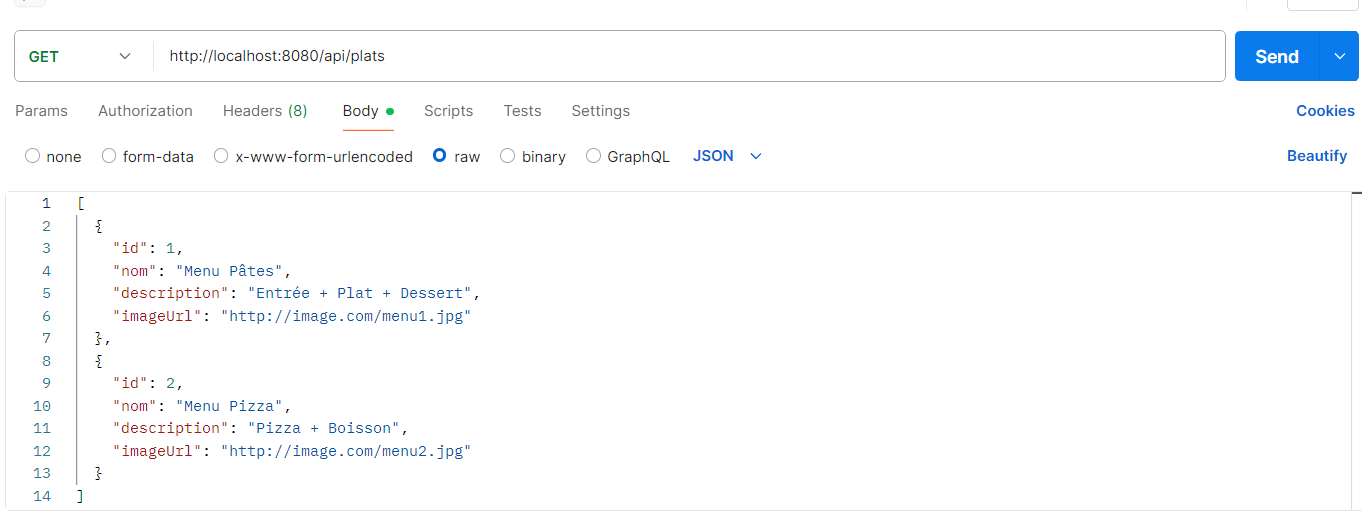 GET http://localhost:8080/api/plats Send
Params Authorization Headers (8) Body Scripts Tests Settings Cookies
none form-data x-www-form-urlencoded raw binary GraphQL JSON Beautify
1 [
2 {
3 "id": 1,
4 "nom": "Menu Pâtes",
5 "description": "Entrée + Plat + Dessert",
6 "imageUrl": "http://image.com/menu1.jpg"
7 },
8 {
9 "id": 2,
10 "nom": "Menu Pizza",
11 "description": "Pizza + Boisson",
12 "imageUrl": "http://image.com/menu2.jpg"
13 }
14 ]